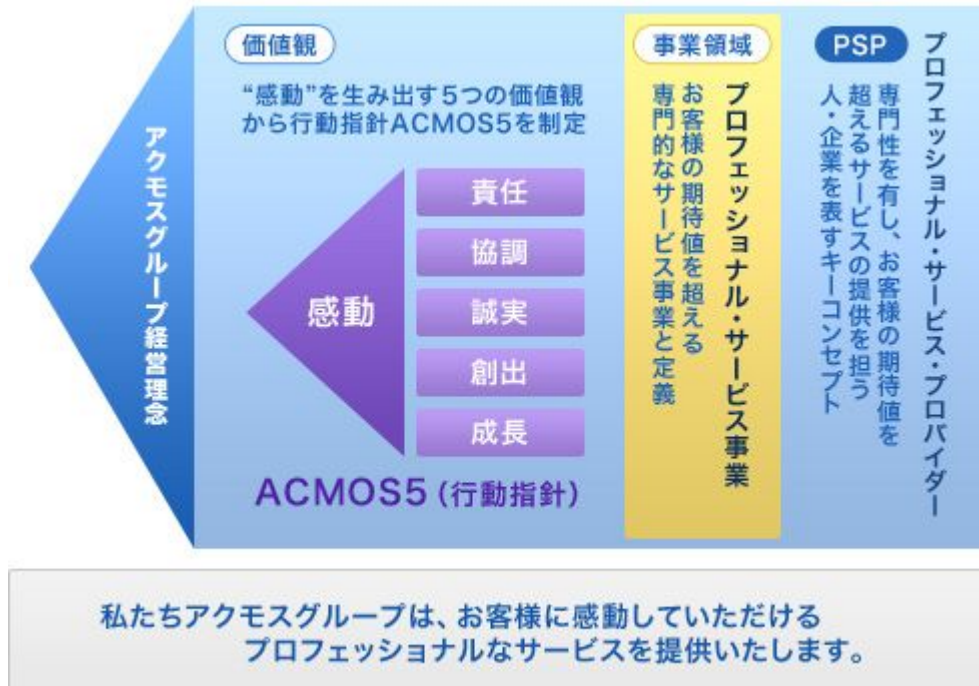 アクモスグループ経営理念
価値観
“感動”を生み出す5つの価値観
から行動指針ACMOS5を制定
感動
責任
協調
誠実
創出
成長
ACMOS5（行動指針）
事業領域
プロフェッショナル・サービス事業
お客様の期待値を超える
専門的なサービス事業と定義
PSP
プロフェッショナル・サービス・プロバイダー
専門性を有し、お客様の期待値を
超えるサービスの提供を担う
人・企業を表すキーコンセプト
私たちアクモスグループは、お客様に感動していただける
プロフェッショナルなサービスを提供いたします。